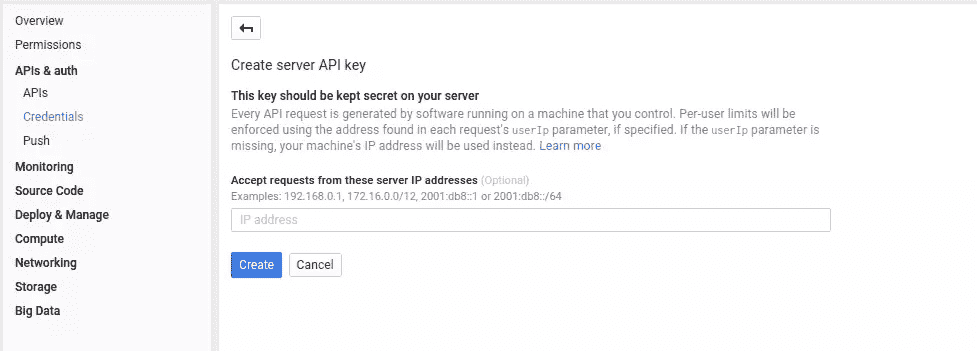 Overview
Permissions
APIs & auth
APIs
Credentials
Push
Monitoring
Source Code
Deploy & Manage
Compute
Networking
Storage
Big Data
Create server API key
This key should be kept secret on your server
Every API request is generated by software running on a machine that you control. Per-user limits will be
enforced using the address found in each request's userIp parameter, if specified. If the userIp parameter is
missing, your machine's IP address will be used instead. Learn more
Accept requests from these server IP addresses (Optional)
Examples: 192.168.0.1, 172.16.0.0/12, 2001:db8::1 or 2001:db8::/64
IP address
Create Cancel